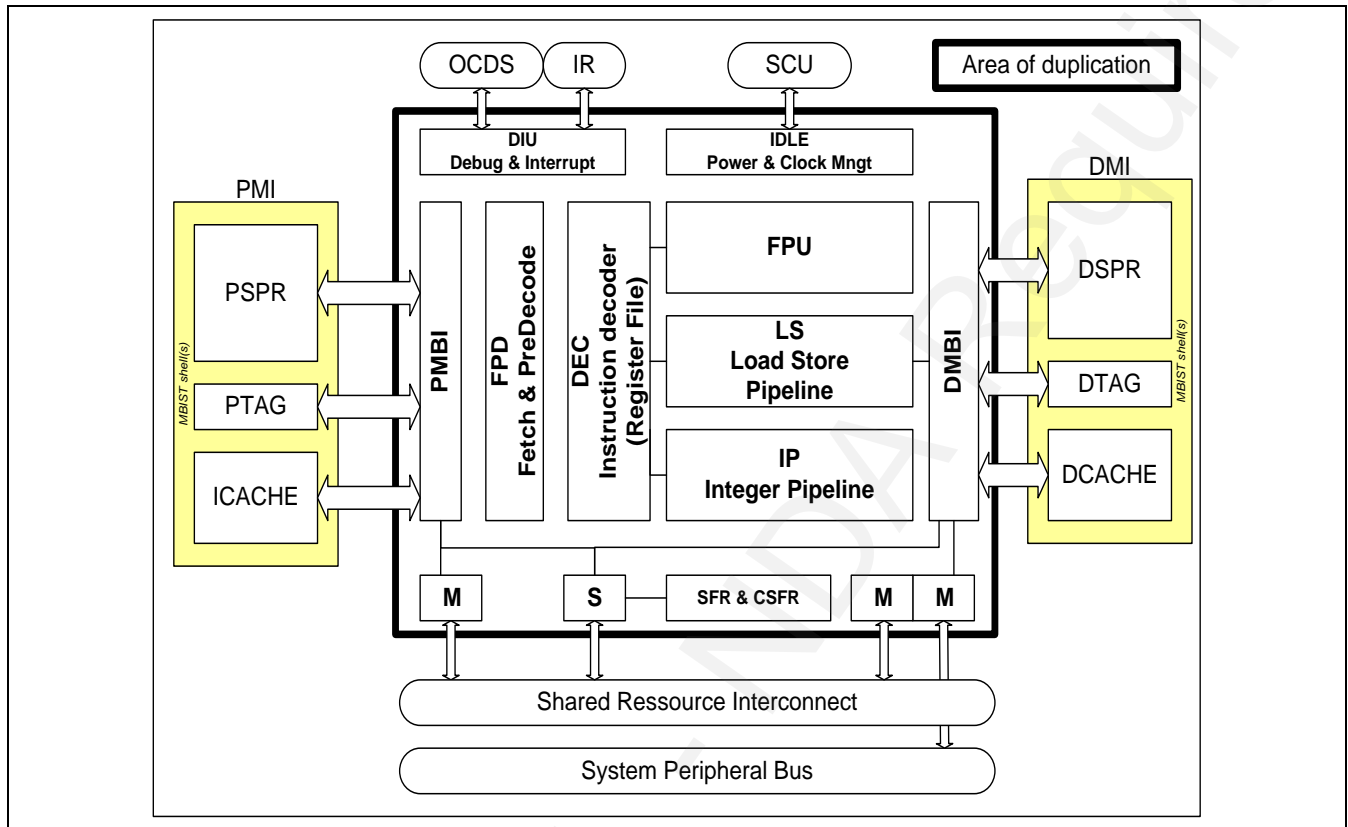 OCDS
IR
SCU
Area of duplication
DIU
Debug & Interrupt
IDLE
Power & Clock Mngt
PMI
DMI
PSPR
PTAG
ICACHE
MBIST shell(s)
PMBI
FPD
Fetch & PreDecode
DEC
Instruction decoder
(Register File)
FPU
LS
Load Store
Pipeline
IP
Integer Pipeline
DMBI
DSPR
DTAG
DCACHE
MBIST shell(s)
M
S
SFR & CSFR
M
M
Shared Ressource Interconnect
System Peripheral Bus
- NDA Requir